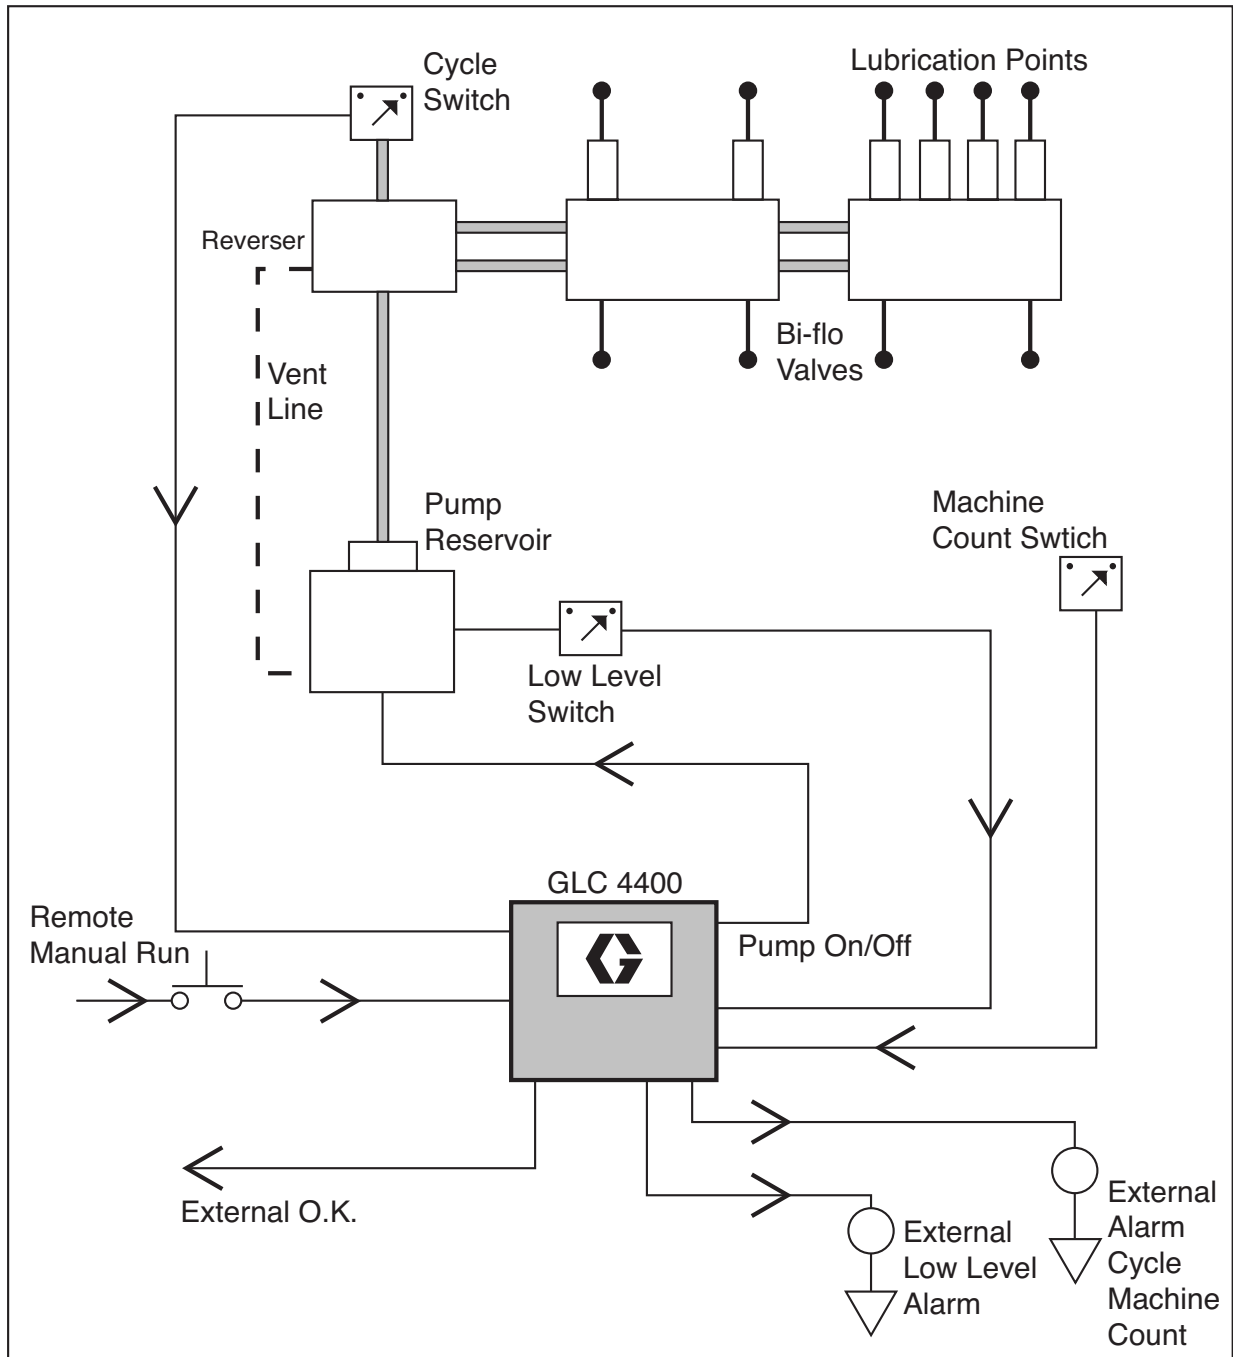 Cycle
Switch
Lubrication Points
Reverser
Bi-flo
Valves
Vent
Line
Pump
Reservoir
Machine
Count Swtich
Low Level
Switch
GLC 4400
Remote
Manual Run
Pump On/Off
External O.K.
External
Low Level
Alarm
External
Alarm
Cycle
Machine
Count